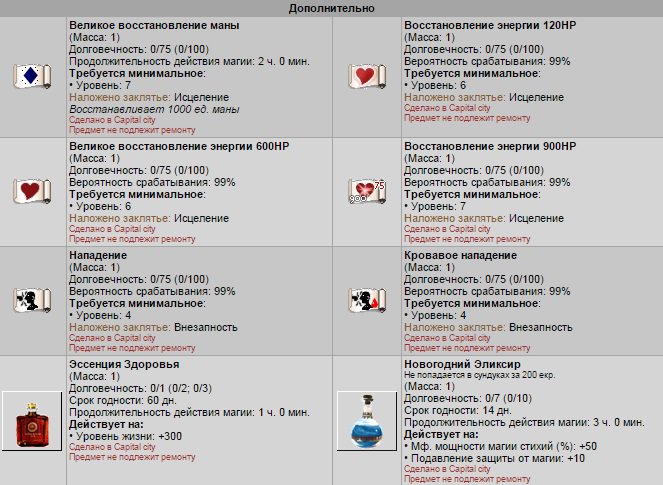 Дополнительно
Великое восстановление маны
(Масса: 1)
Долговечность: 0/75 (0/100)
Продолжительность действия магии: 2 ч. 0 мин.
Требуется минимальное:
• Уровень: 7
Наложено заклятье: Исцеление
Восстанавливает 1000 ед. маны
Сделано в Capital city
Предмет не подлежит ремонту
Восстановление энергии 120HP
(Масса: 1)
Долговечность: 0/75 (0/100)
Вероятность срабатывания: 99%
Требуется минимальное:
• Уровень: 6
Наложено заклятье: Исцеление
Сделано в Capital city
Предмет не подлежит ремонту
Великое восстановление энергии 600HP
(Масса: 1)
Долговечность: 0/75 (0/100)
Вероятность срабатывания: 99%
Требуется минимальное:
• Уровень: 6
Наложено заклятье: Исцеление
Сделано в Capital city
Предмет не подлежит ремонту
75
900
Восстановление энергии 900HP
(Масса: 1)
Долговечность: 0/75 (0/100)
Вероятность срабатывания: 99%
Требуется минимальное:
• Уровень: 7
Наложено заклятье: Исцеление
Сделано в Capital city
Предмет не подлежит ремонту
Нападение
(Масса: 1)
Долговечность: 0/75 (0/100)
Вероятность срабатывания: 99%
Требуется минимальное:
• Уровень: 4
Наложено заклятье: Внезапность
Сделано в Capital city
Предмет не подлежит ремонту
Кровавое нападение
(Масса: 1)
Долговечность: 0/75 (0/100)
Вероятность срабатывания: 99%
Требуется минимальное:
• Уровень: 4
Наложено заклятье: Внезапность
Сделано в Capital city
Предмет не подлежит ремонту
Эссенция Здоровья
(Масса: 1)
Долговечность: 0/1 (0/2; 0/3)
Срок годности: 60 дн.
Продолжительность действия магии: 1 ч. 0 мин.
Действует на:
• Уровень жизни: +300
Сделано в Capital city
Предмет не подлежит ремонту
Новогодний Эликсир
Не попадается в сундуках за 200 екр.
(Масса: 1)
Долговечность: 0/7 (0/10)
Срок годности: 14 дн.
Продолжительность действия магии: 3 ч. 0 мин.
Действует на:
• Мф. мощности магии стихий (%): +50
• Подавление защиты от магии: +10
Сделано в Capital city
Предмет не подлежит ремонту